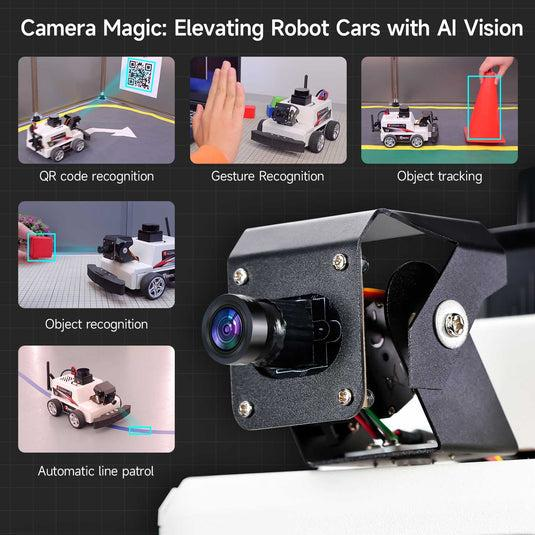 Camera Magic: Elevating Robot Cars with AI Vision
QR code recognition
Gesture Recognition
Object tracking
Object recognition
Automatic line patrol